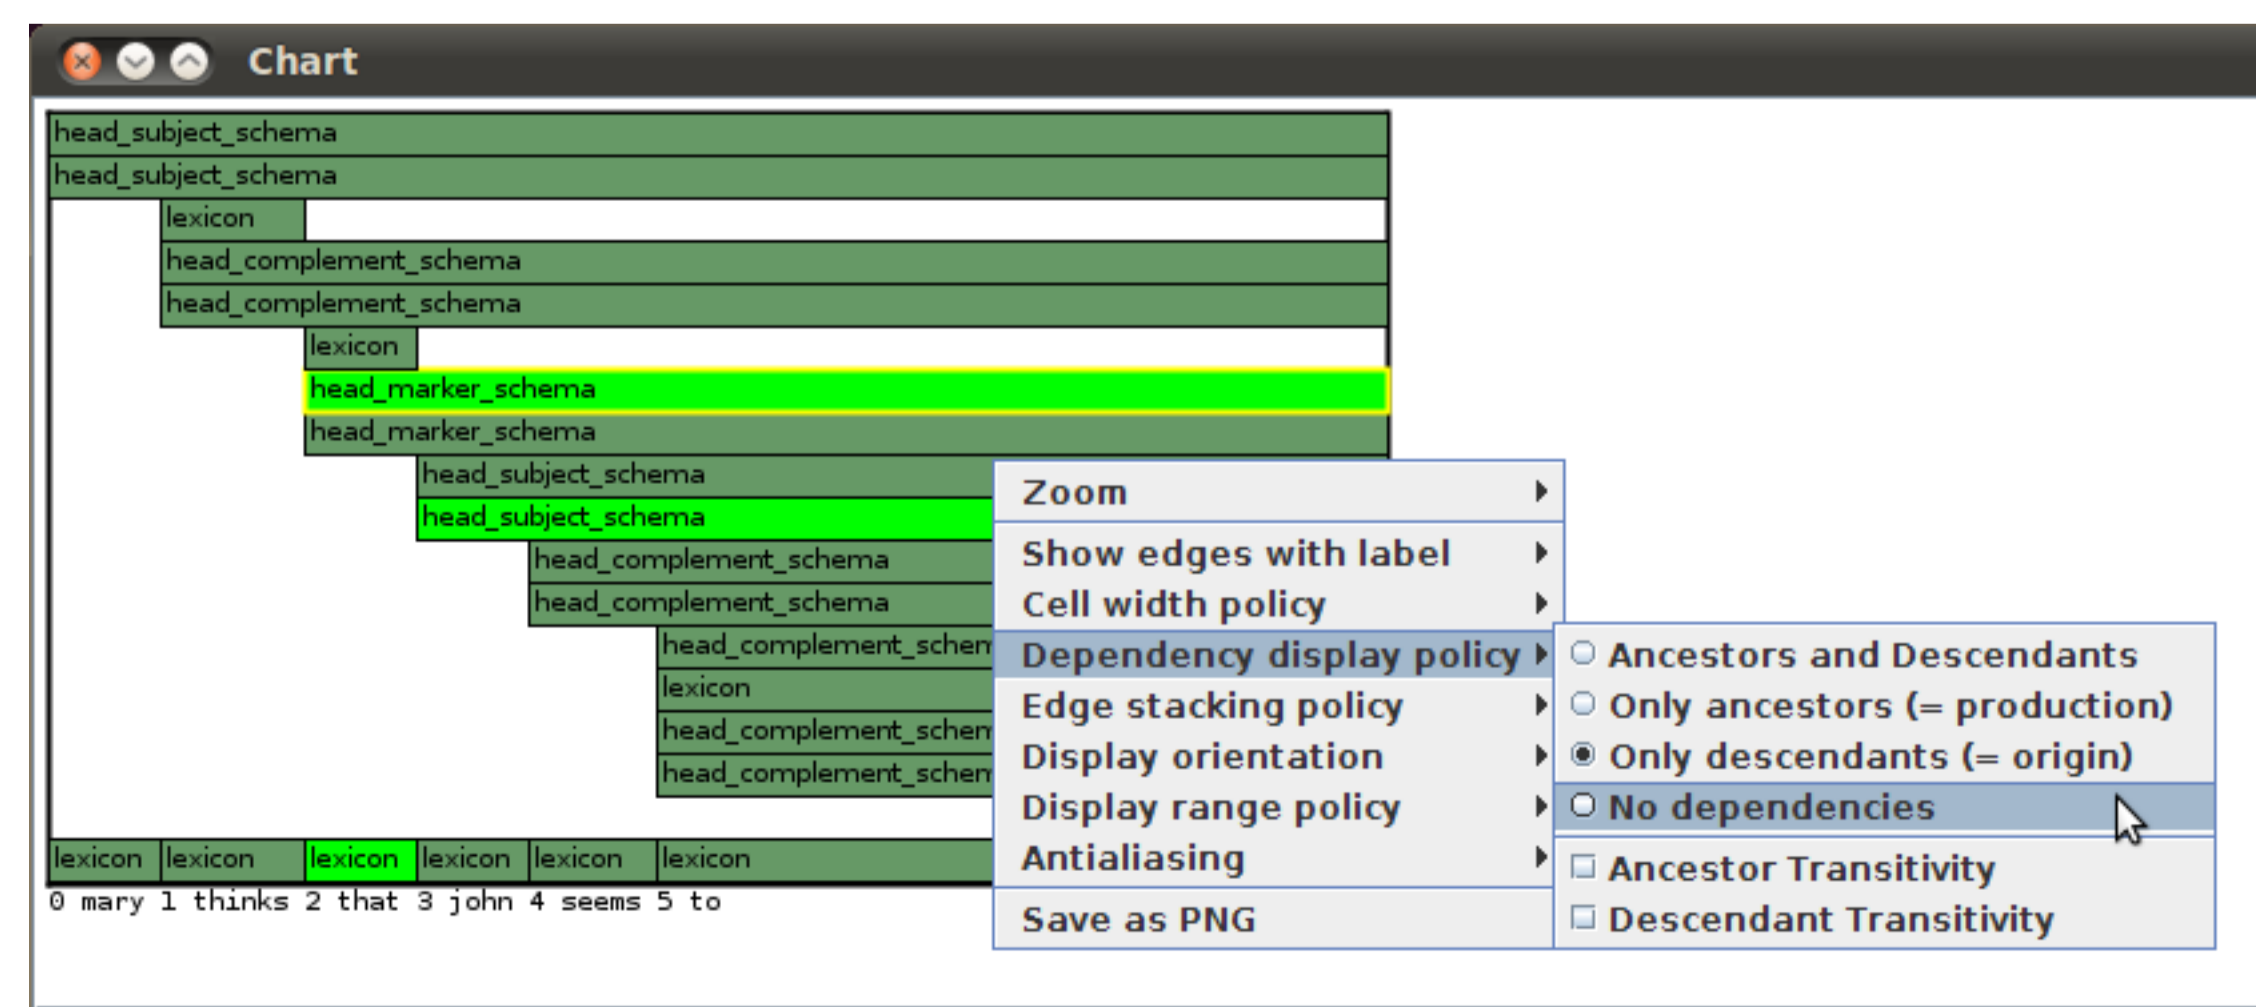 Chart
head_subject_schema
head_subject_schema
lexicon
head_complement_schema
head_complement_schema
lexicon
head_marker_schema
head_marker_schema
head_subject_schema
head_subject_schema
head_complement_schema
head_complement_schema
head_complement_schem
lexicon
head_complement_schem
head_complement_schem
lexicon lexicon lexicon lexicon lexicon lexicon
0 mary 1 thinks 2 that 3 john 4 seems 5 to
Zoom
Show edges with label
Cell width policy
Dependency display policy
Edge stacking policy
Display orientation
Display range policy
Antialiasing
Save as PNG
Ancestors and Descendants
Only ancestors (= production)
Only descendants (= origin)
No dependencies
Ancestor Transitivity
Descendant Transitivity